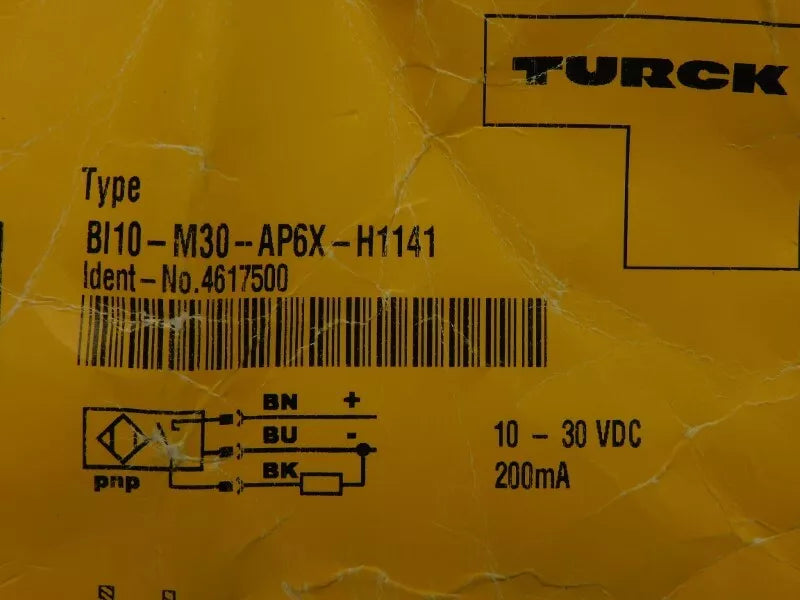 TURCK
Type
BI10-M30-AP6X-H1141
Ident-No.4617500
BN +
BU -
BK
pnp
10 - 30 VDC
200mA